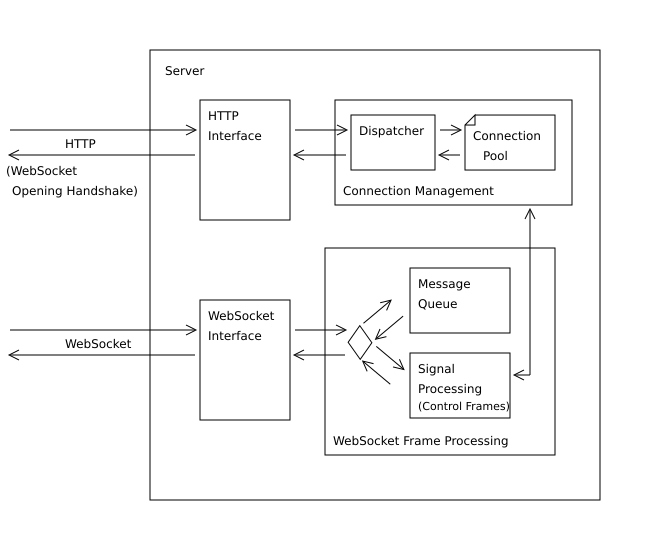 Server
HTTP
Interface
Dispatcher
Connection
Pool
HTTP
(WebSocket
Opening Handshake)
Connection Management
Message
Queue
WebSocket
Interface
WebSocket
Signal
Processing
(Control Frames)
WebSocket Frame Processing